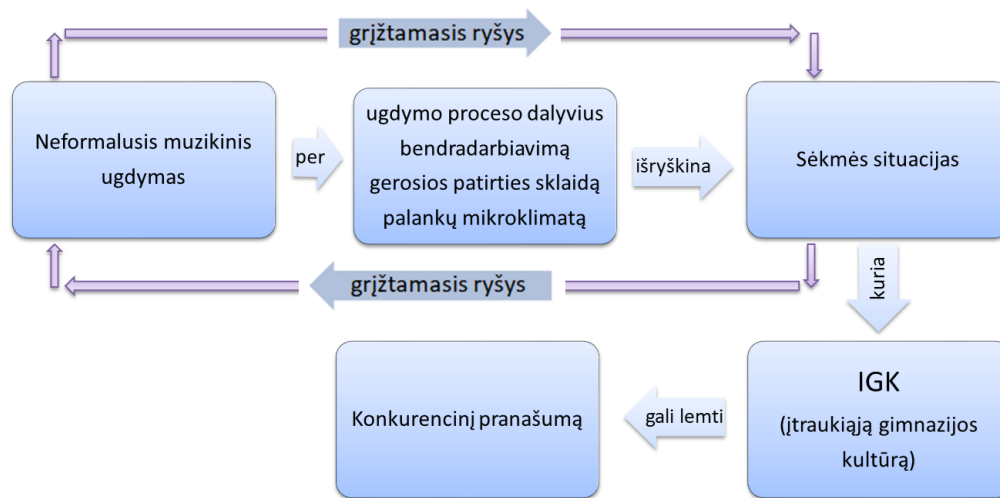 grįžtamasis ryšys
Neformalusis muzikinis
ugdymas
per
ugdymo proceso dalyvius
bendradarbiavimą
gerosios patirties sklaidą
palankų mikroklimatą
išryškina
Sėkmės situacijas
grįžtamasis ryšys
kuria
IGK
(įtraukiąją gimnazijos
kultūrą)
gali lemti
Konkurencinį pranašumą